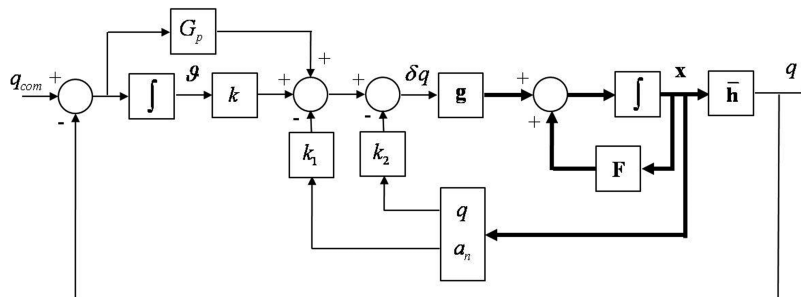 G_p
+
q_com + ϑ + + δq + x q
∫ k g ∫ h̄
- - - +
k_1 k_2 F
q
a_n